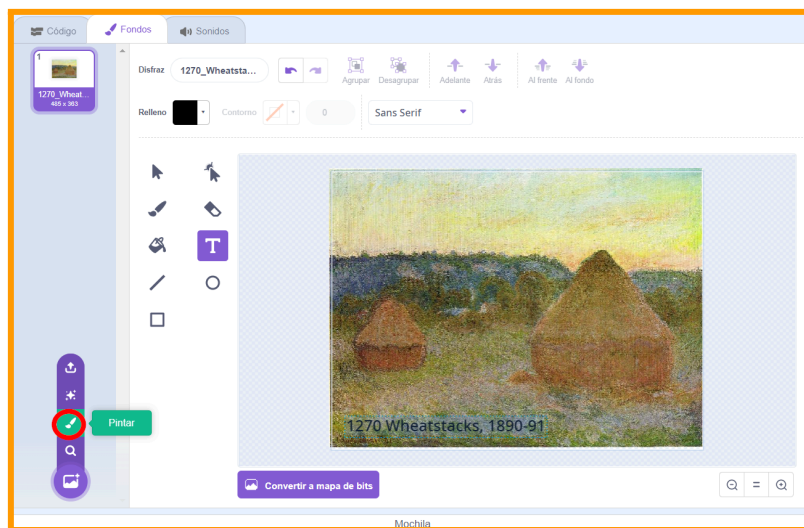 Código Fondos Sonidos
1
1270_Wheat...
485 x 363
Disfraz 1270_Wheatsta... Agrupar Desagrupar Adelante Atrás Al frente Al fondo
Relleno Contorno 0 Sans Serif
T
1270 Wheatstacks, 1890-91
Pintar
Convertir a mapa de bits
Mochila